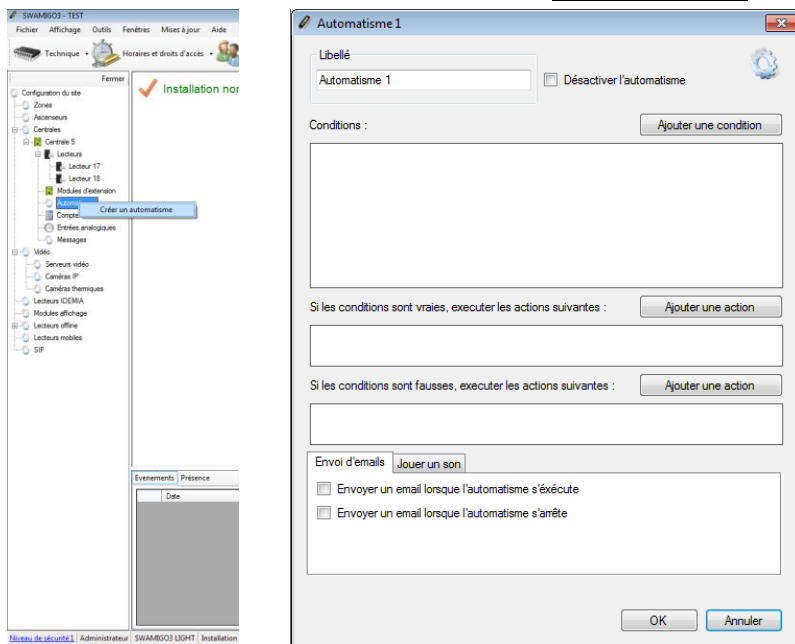 SWAMIGO3 - TEST
Fichier Affichage Outils Fenêtres Mises à jour Aide
Technique Horaires et droits d'accès
Fermer
Installation nor
Configuration du site
Zones
Ascenseurs
Centrales
Centrale 5
Lecteurs
Lecteur 17
Lecteur 18
Modules d'extension
Automat
Créer un automatisme
Compte
Entrées analogiques
Messages
Vidéo
Serveurs vidéo
Caméras IP
Caméras thermiques
Lecteurs IDEMIA
Modules affichage
Lecteurs offline
Lecteurs mobiles
SIP
Evenements Présence
Date
Niveau de sécurité 1 Administrateur SWAMIGO3 LIGHT Installation
Automatisme 1
Libellé
Automatisme 1
Désactiver l'automatisme
Conditions :
Ajouter une condition
Si les conditions sont vraies, executer les actions suivantes :
Ajouter une action
Si les conditions sont fausses, executer les actions suivantes :
Ajouter une action
Envoi d'emails Jouer un son
Envoyer un email lorsque l'automatisme s'éxécute
Envoyer un email lorsque l'automatisme s'arrête
OK Annuler